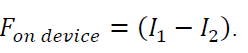 F_{on device} = (I_1 − I_2).